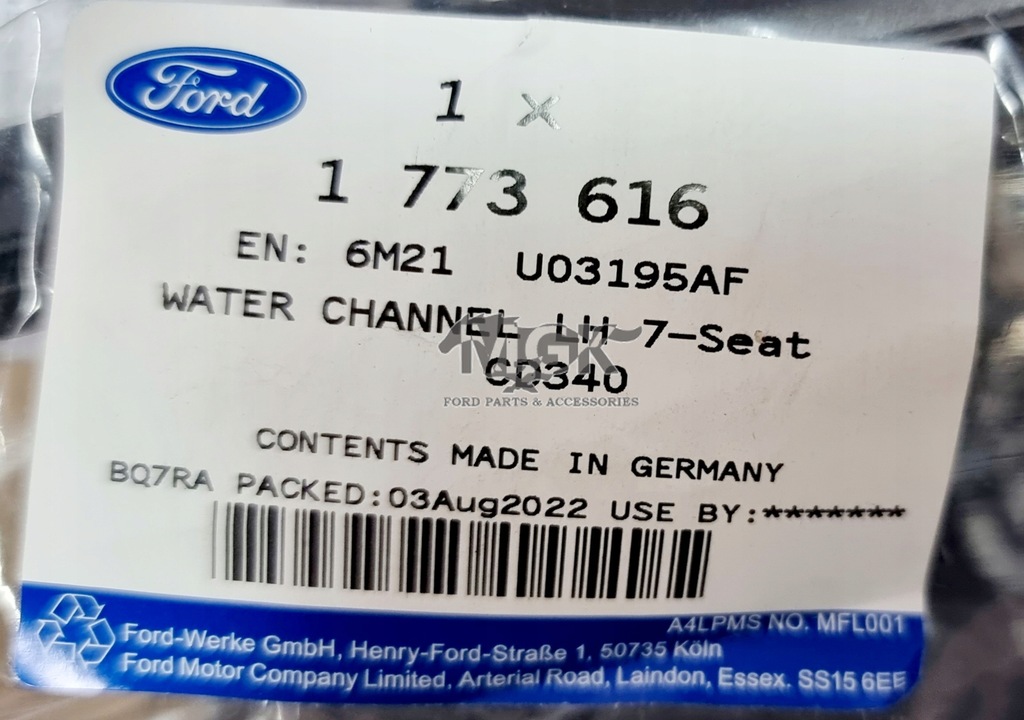 Ford
1 x
1 773 616
EN: 6M21 U03195AF
WATER CHANNEL LH 7-Seat
MGK
CD340
FORD PARTS & ACCESSORIES
CONTENTS MADE IN GERMANY
BQ7RA PACKED:03Aug2022 USE BY:*******
A4LPMS NO. MFL001
Ford-Werke GmbH, Henry-Ford-Straße 1, 50735 Köln
Ford Motor Company Limited, Arterial Road, Laindon, Essex. SS15 6EE